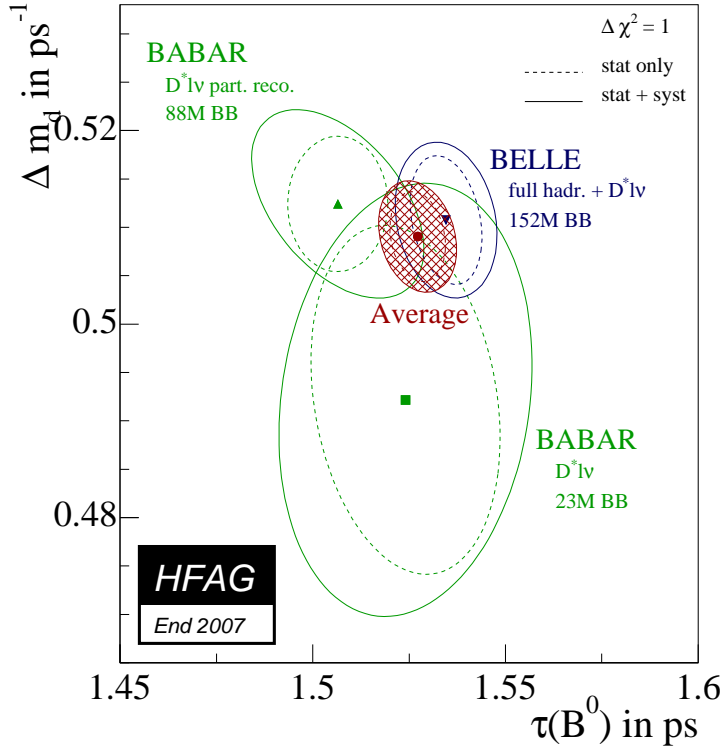 Δ m_d in ps⁻¹
0.52
0.5
0.48
BABAR
D*lν part. reco.
88M BB
Δ χ² = 1
stat only
stat + syst
BELLE
full hadr. + D*lν
152M BB
Average
BABAR
D*lν
23M BB
HFAG
End 2007
1.45
1.5
1.55
1.6
τ(B⁰) in ps